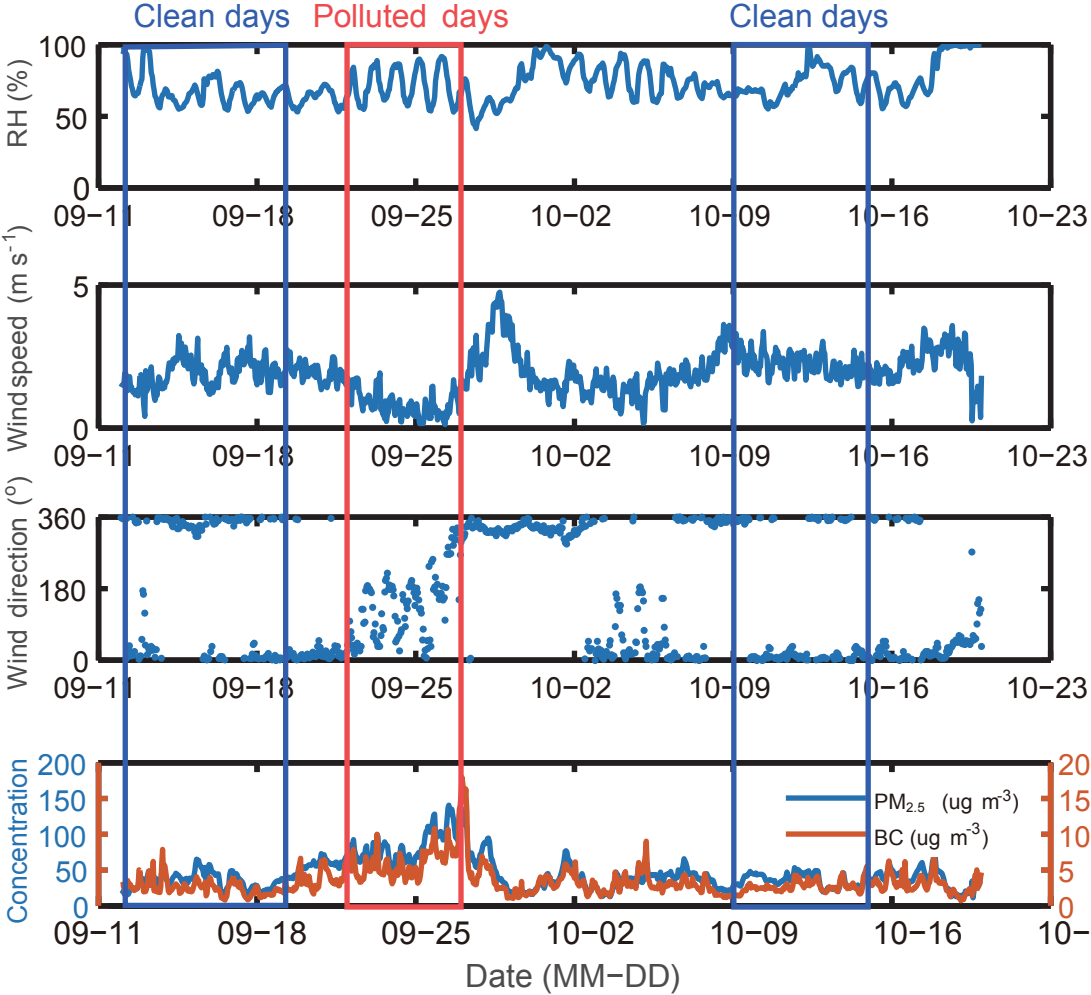 Clean days Polluted days Clean days
RH (%)
100
50
0
09−11 09−18 09−25 10−02 10−09 10−16 10−23
Windspeed (m s-1)
5
0
09−11 09−18 09−25 10−02 10−09 10−16 10−23
Wind direction (o)
360
180
0
09−11 09−18 09−25 10−02 10−09 10−16 10−23
Concentration
200 20
150 15
100 10
50 5
0 0
PM2.5 (ug m-3)
BC (ug m-3)
09−11 09−18 09−25 10−02 10−09 10−16 10−
Date (MM−DD)